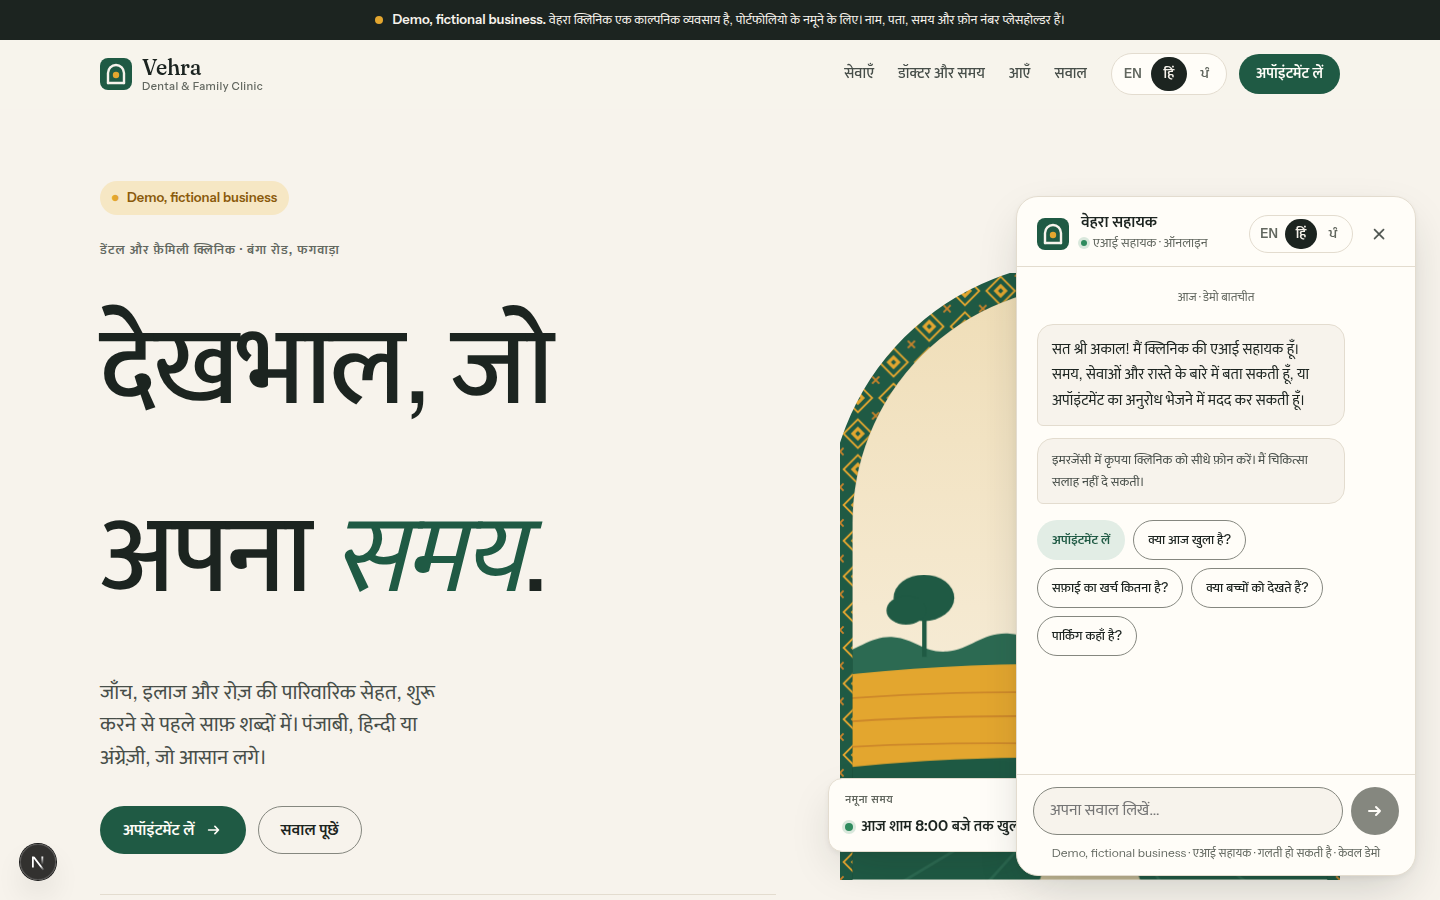 Demo, fictional business. वेहरा क्लिनिक एक काल्पनिक व्यवसाय है, पोर्टफोलियो के नमूने के लिए। नाम, पता, समय और फ़ोन नंबर प्लेसहोल्डर हैं।
Vehra
Dental & Family Clinic
सेवाएँ डॉक्टर और समय आएँ सवाल EN हिं ਪੰ अपॉइंटमेंट लें
Demo, fictional business
डेंटल और फ़ैमिली क्लिनिक · बंगा रोड, फगवाड़ा
देखभाल, जो
अपना समय.
जाँच, इलाज और रोज़ की पारिवारिक सेहत, शुरू
करने से पहले साफ़ शब्दों में। पंजाबी, हिन्दी या
अंग्रेज़ी, जो आसान लगे।
अपॉइंटमेंट लें → सवाल पूछें
N
नमूना समय
आज शाम 8:00 बजे तक
वेहरा सहायक
एआई सहायक · ऑनलाइन
EN हिं ਪੰ ×
आज · डेमो बातचीत
सत श्री अकाल! मैं क्लिनिक की एआई सहायक हूँ।
समय, सेवाओं और रास्ते के बारे में बता सकती हूँ, या
अपॉइंटमेंट का अनुरोध भेजने में मदद कर सकती हूँ।
इमरजेंसी में कृपया क्लिनिक को सीधे फ़ोन करें। मैं चिकित्सा
सलाह नहीं दे सकती।
अपॉइंटमेंट लें क्या आज खुला है?
सफ़ाई का खर्च कितना है? क्या बच्चों को देखते हैं?
पार्किंग कहाँ है?
अपना सवाल लिखें...
Demo, fictional business · एआई सहायक · गलती हो सकती है · केवल डेमो